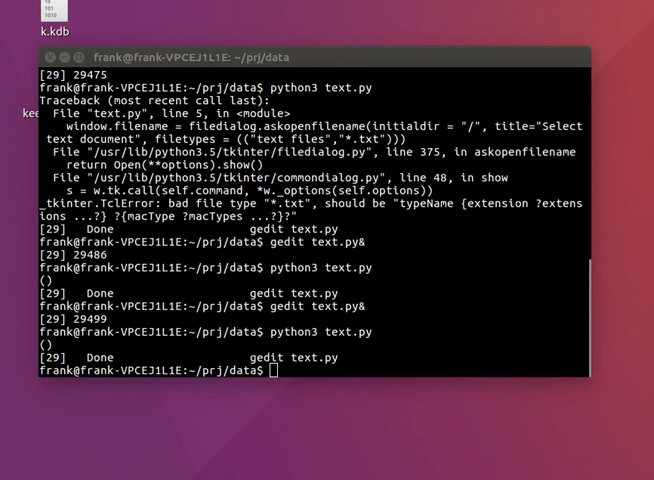 10
101
1010
k.kdb
frank@frank-VPCEJ1L1E: ~/prj/data
[29] 29475
frank@frank-VPCEJ1L1E:~/prj/data$ python3 text.py
Traceback (most recent call last):
File "text.py", line 5, in <module>
kee
window.filename = filedialog.askopenfilename(initialdir = "/", title="Select
text document", filetypes = (("text files","*.txt")))
File "/usr/lib/python3.5/tkinter/filedialog.py", line 375, in askopenfilename
return Open(**options).show()
File "/usr/lib/python3.5/tkinter/commondialog.py", line 48, in show
s = w.tk.call(self.command, *w._options(self.options))
_tkinter.TclError: bad file type "*.txt", should be "typeName {extension ?extens
ions ...?} ?{macType ?macTypes ...?}?"
[29]   Done                    gedit text.py
frank@frank-VPCEJ1L1E:~/prj/data$ gedit text.py&
[29] 29486
frank@frank-VPCEJ1L1E:~/prj/data$ python3 text.py
()
[29]   Done                    gedit text.py
frank@frank-VPCEJ1L1E:~/prj/data$ gedit text.py&
[29] 29499
frank@frank-VPCEJ1L1E:~/prj/data$ python3 text.py
()
[29]   Done                    gedit text.py
frank@frank-VPCEJ1L1E:~/prj/data$